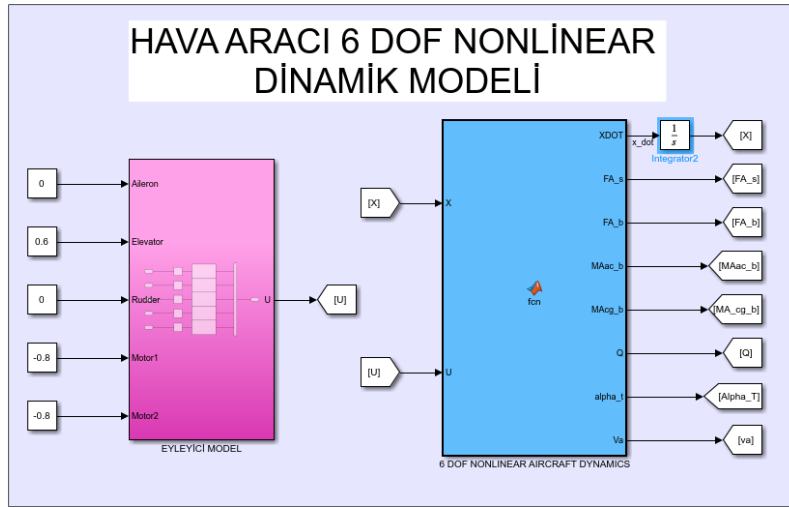 HAVA ARACI 6 DOF NONLİNEAR
DİNAMİK MODELİ
0
Aileron
0.6
Elevator
0
Rudder
U
[U]
-0.8
Motor1
-0.8
Motor2
EYLEYİCİ MODEL
[X]
X
[U]
U
fcn
XDOT
x_dot
1
s
Integrator2
[X]
FA_s
[FA_s]
FA_b
[FA_b]
MAac_b
[MAac_b]
MAcg_b
[MA_cg_b]
Q
[Q]
alpha_t
[Alpha_T]
Va
[va]
6 DOF NONLINEAR AIRCRAFT DYNAMICS